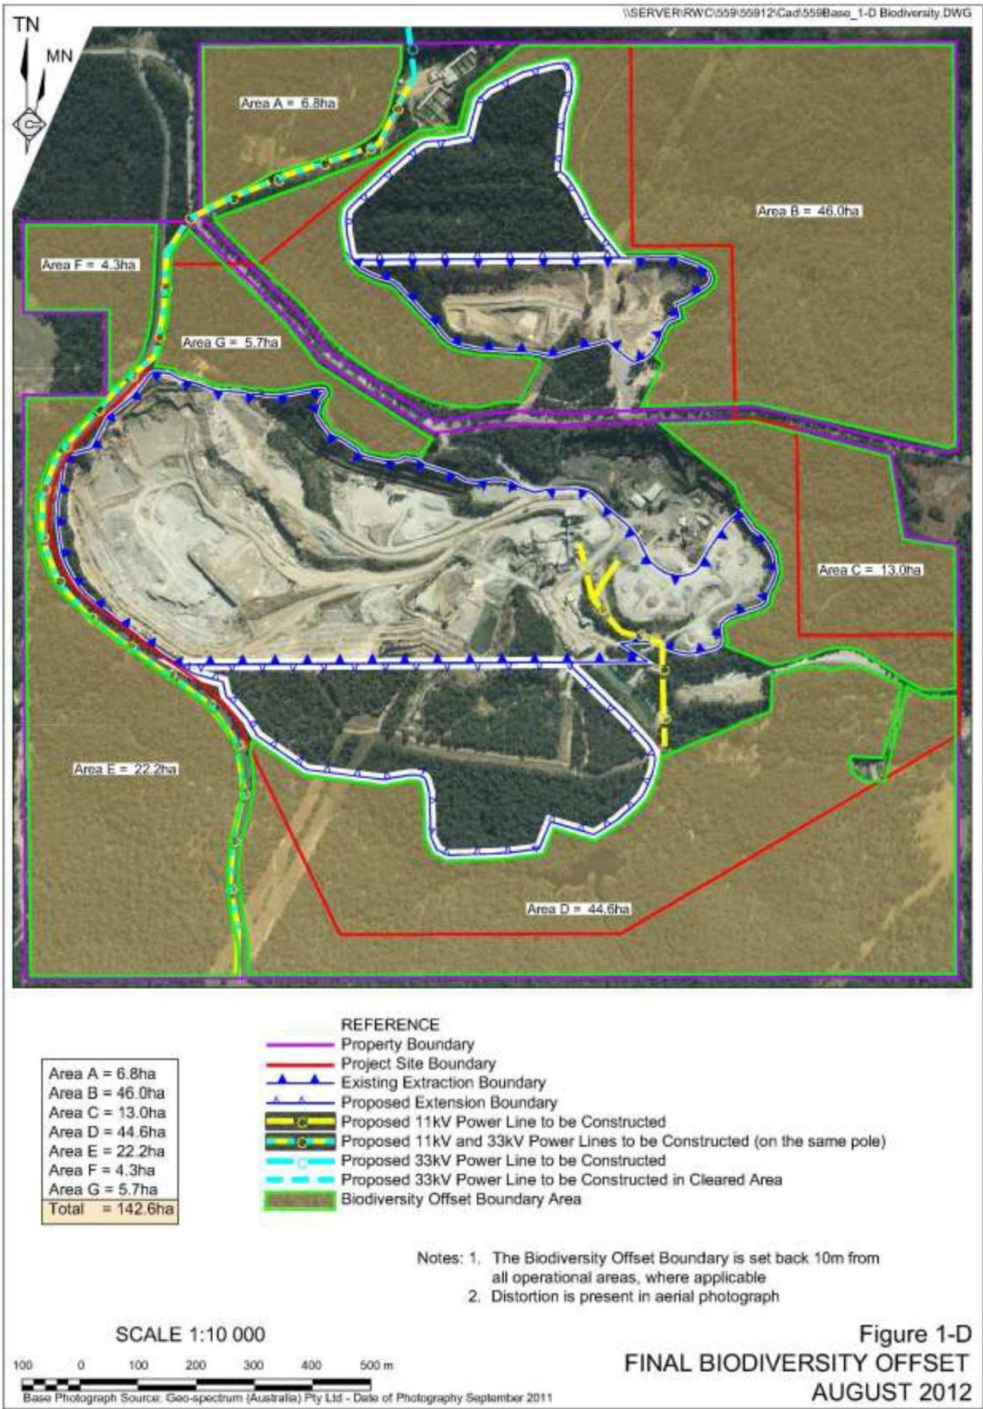 \\SERVER\RWC\559\55912\Cad\559Base_1-D Biodiversity.DWG
TN
MN
Area A = 6.8ha
Area B = 46.0ha
Area F = 4.3ha
Area G = 5.7ha
Area C = 13.0ha
Area E = 22.2ha
Area D = 44.6ha
REFERENCE
Property Boundary
Project Site Boundary
Existing Extraction Boundary
Proposed Extension Boundary
Proposed 11kV Power Line to be Constructed
Proposed 11kV and 33kV Power Lines to be Constructed (on the same pole)
Proposed 33kV Power Line to be Constructed
Proposed 33kV Power Line to be Constructed in Cleared Area
Biodiversity Offset Boundary Area
Area A = 6.8ha
Area B = 46.0ha
Area C = 13.0ha
Area D = 44.6ha
Area E = 22.2ha
Area F = 4.3ha
Area G = 5.7ha
Total = 142.6ha
Notes: 1. The Biodiversity Offset Boundary is set back 10m from
all operational areas, where applicable
2. Distortion is present in aerial photograph
SCALE 1:10 000
100 0 100 200 300 400 500 m
Base Photograph Source: Geo-spectrum (Australia) Pty Ltd - Date of Photography September 2011
Figure 1-D
FINAL BIODIVERSITY OFFSET
AUGUST 2012